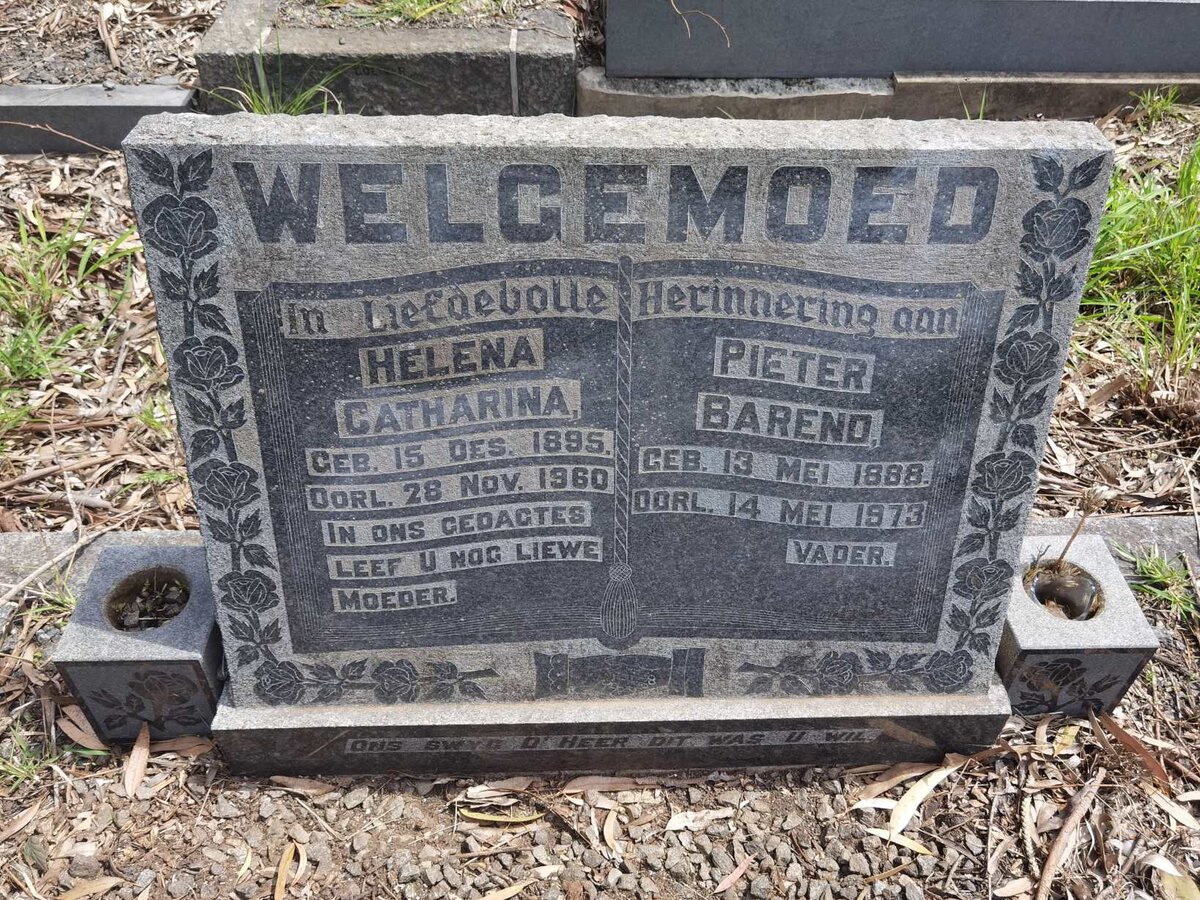 WELGEMOED
In Liefdevolle Herinnering aan
HELENA
CATHARINA,
GEB. 15 DES. 1895.
OORL. 28 NOV. 1960
IN ONS GEDAGTES
LEEF U NOG LIEWE
MOEDER.
PIETER
BAREND,
GEB. 13 MEI 1888.
OORL. 14 MEI 1973
VADER.
ONS SWYG O HEER DIT WAS U WIL.